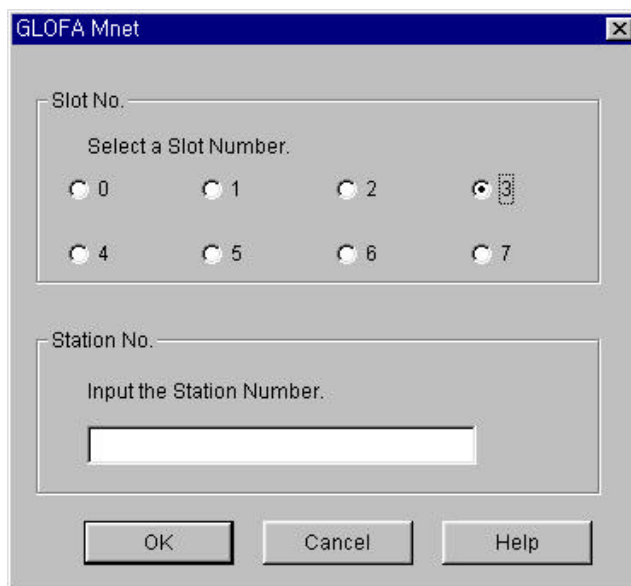 GLOFA Mnet
Slot No.
Select a Slot Number.
0 1 2 3
4 5 6 7
Station No.
Input the Station Number.
OK Cancel Help